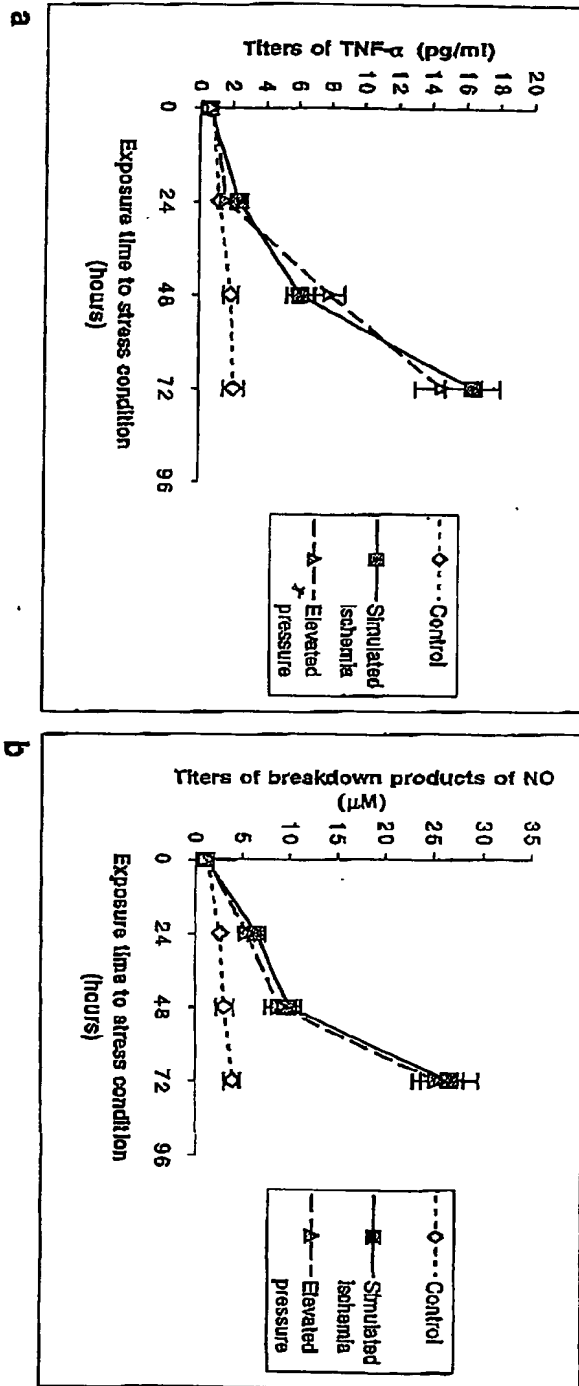 a
Titers of TNF-α (pg/ml)
20
18
16
14
12
10
8
6
4
2
0
0
24
48
72
96
Exposure time to stress condition
(hours)
Control
Simulated
Ischemia
Elevated
pressure
b
Titers of breakdown products of NO
(μM)
35
30
25
20
15
10
5
0
0
24
48
72
96
Exposure time to stress condition
(hours)
Control
Simulated
ischemia
Elevated
pressure